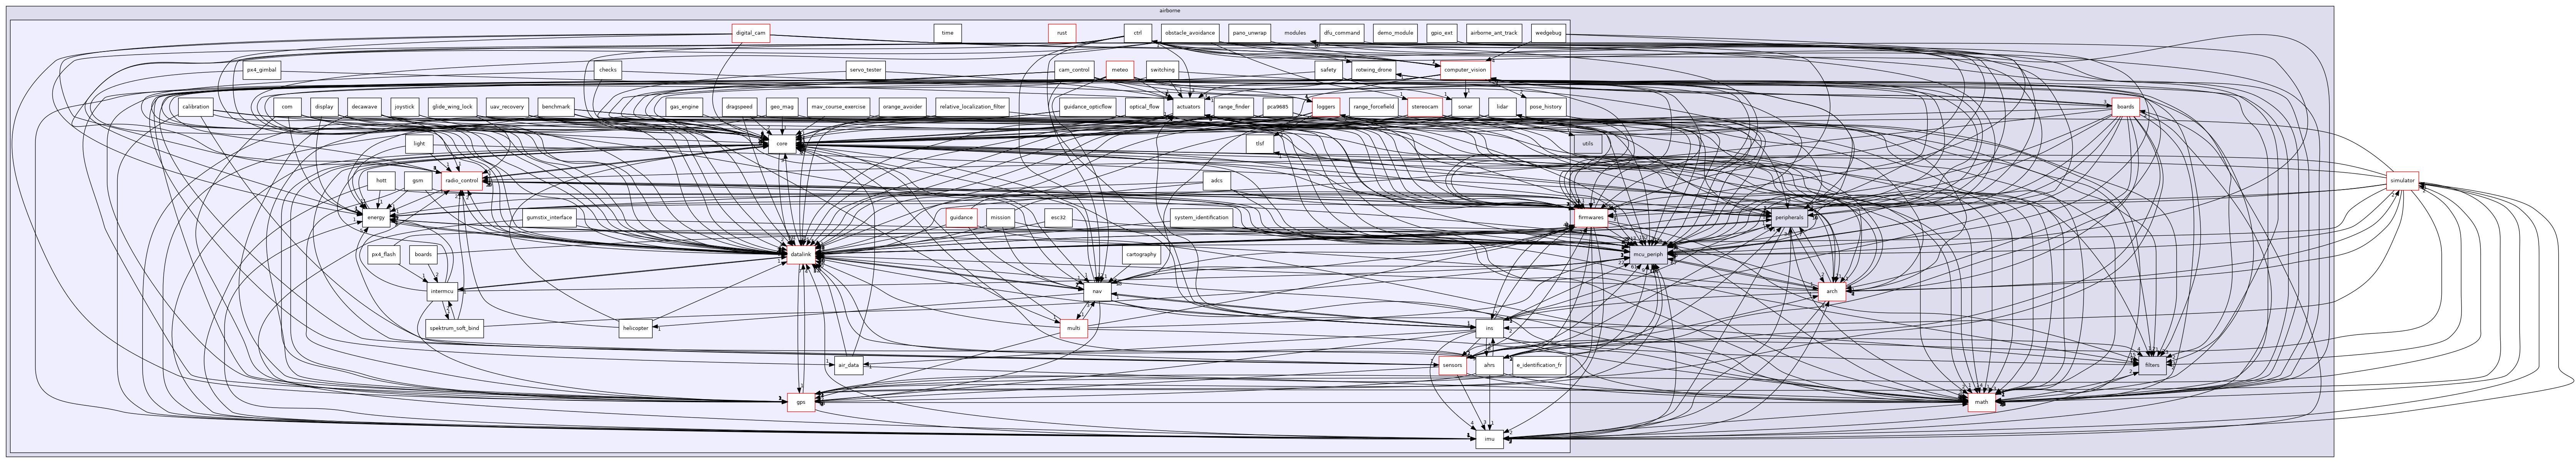 airborne
digital_cam
time
rust
ctrl
obstacle_avoidance
pano_unwrap
modules
dfu_command
demo_module
gpio_ext
airborne_ant_track
wedgebug
px4_gimbal
checks
servo_tester
cam_control
meteo
switching
safety
rotwing_drone
computer_vision
calibration
com
display
decawave
joystick
glide_wing_lock
uav_recovery
benchmark
gas_engine
dragspeed
geo_mag
mav_course_exercise
orange_avoider
relative_localization_filter
guidance_opticflow
optical_flow
actuators
range_finder
pca9685
loggers
range_forcefield
stereocam
sonar
lidar
pose_history
boards
light
core
tlsf
utils
hott
gsm
radio_control
adcs
simulator
energy
gumstix_interface
guidance
mission
esc32
system_identification
firmwares
peripherals
px4_flash
boards
datalink
cartography
mcu_periph
intermcu
nav
arch
spektrum_soft_bind
helicopter
multi
ins
air_data
sensors
ahrs
e_identification_fr
filters
gps
math
imu